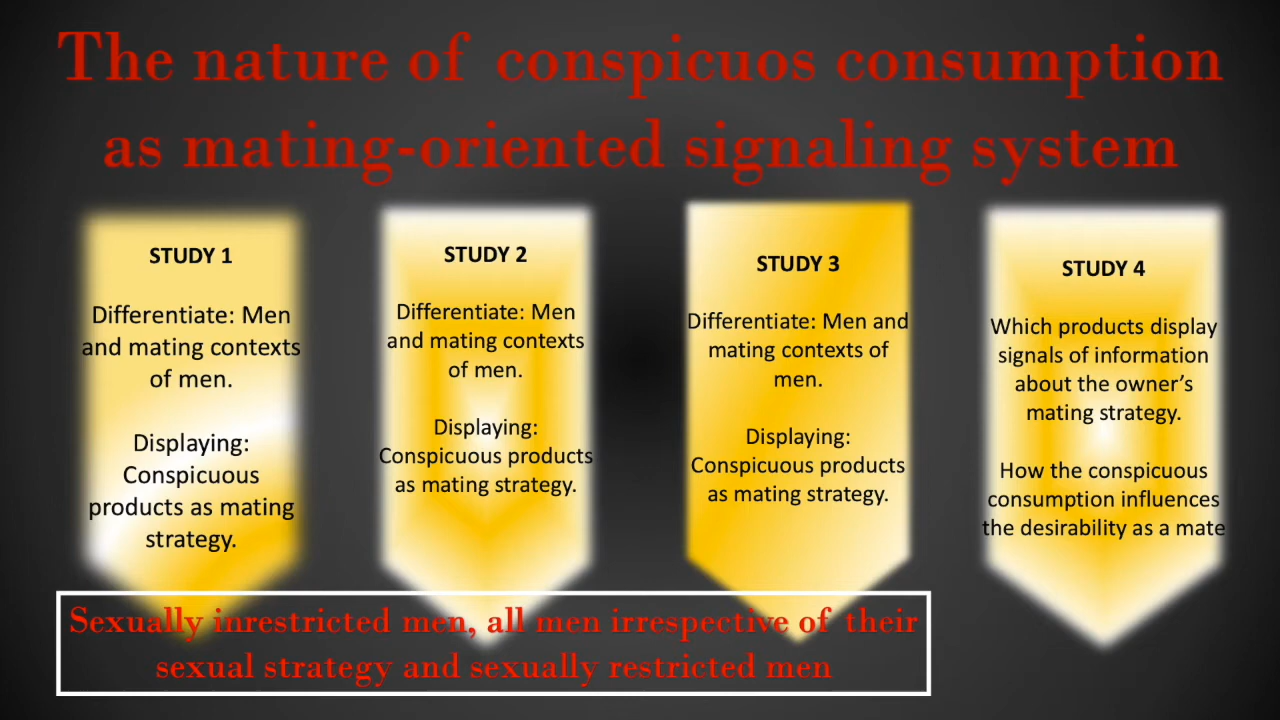 The nature of conspicuos consumption
as mating-oriented signaling system
STUDY 1
Differentiate: Men
and mating contexts
of men.
Displaying:
Conspicuous
products as mating
strategy.
STUDY 2
Differentiate: Men
and mating contexts
of men.
Displaying:
Conspicuous products
as mating strategy.
STUDY 3
Differentiate: Men and
mating contexts of
men.
Displaying:
Conspicuous products
as mating strategy.
STUDY 4
Which products display
signals of information
about the owner’s
mating strategy.
How the conspicuous
consumption influences
the desirability as a mate
Sexually inrestricted men, all men irrespective of their
sexual strategy and sexually restricted men